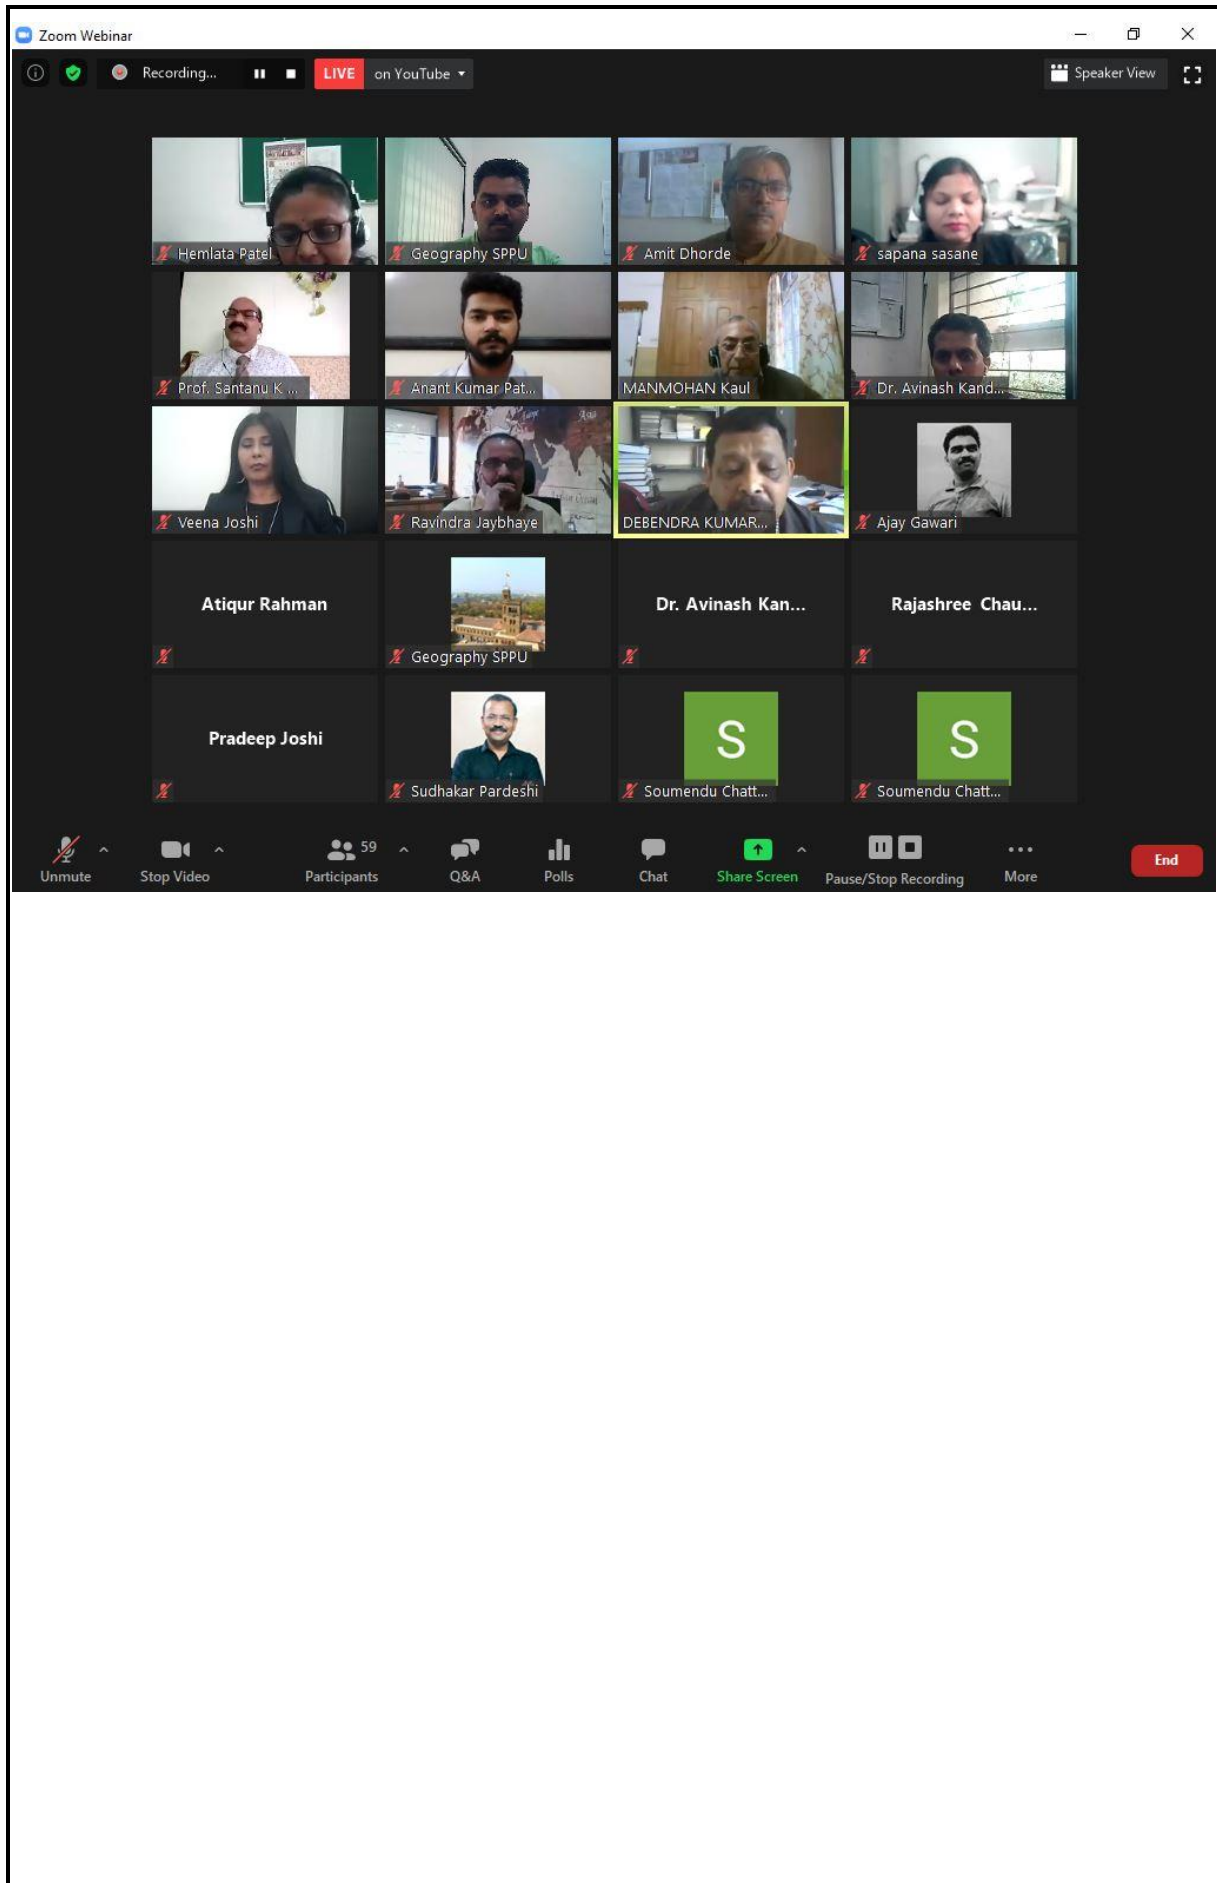 Zoom Webinar
Recording... LIVE on YouTube Speaker View
Hemlata Patel Geography SPPU Amit Dhorde sapana sasane
Prof. Santanu K ... Anant Kumar Pat... MANMOHAN Kaul Dr. Avinash Kand...
Veena Joshi Ravindra Jaybhaye DEBENDRA KUMAR... Ajay Gawari
Atiqur Rahman Geography SPPU Dr. Avinash Kan... Rajashree Chau...
Pradeep Joshi Sudhakar Pardeshi S Soumendu Chatt... S Soumendu Chatt...
59
Unmute Stop Video Participants Q&A Polls Chat Share Screen Pause/Stop Recording More End